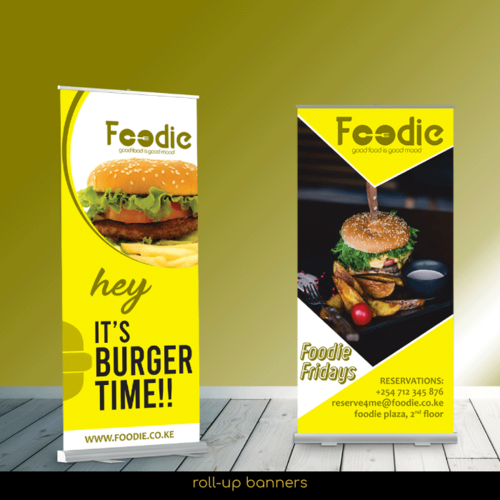 Foodie
good food is good mood
hey
IT'S
BURGER
TIME!!
WWW.FOODIE.CO.KE
Foodie
good food is good mood
Foodie
Fridays
RESERVATIONS:
+254 712 345 876
reserve4me@foodie.co.ke
foodie plaza, 2nd floor
roll-up banners